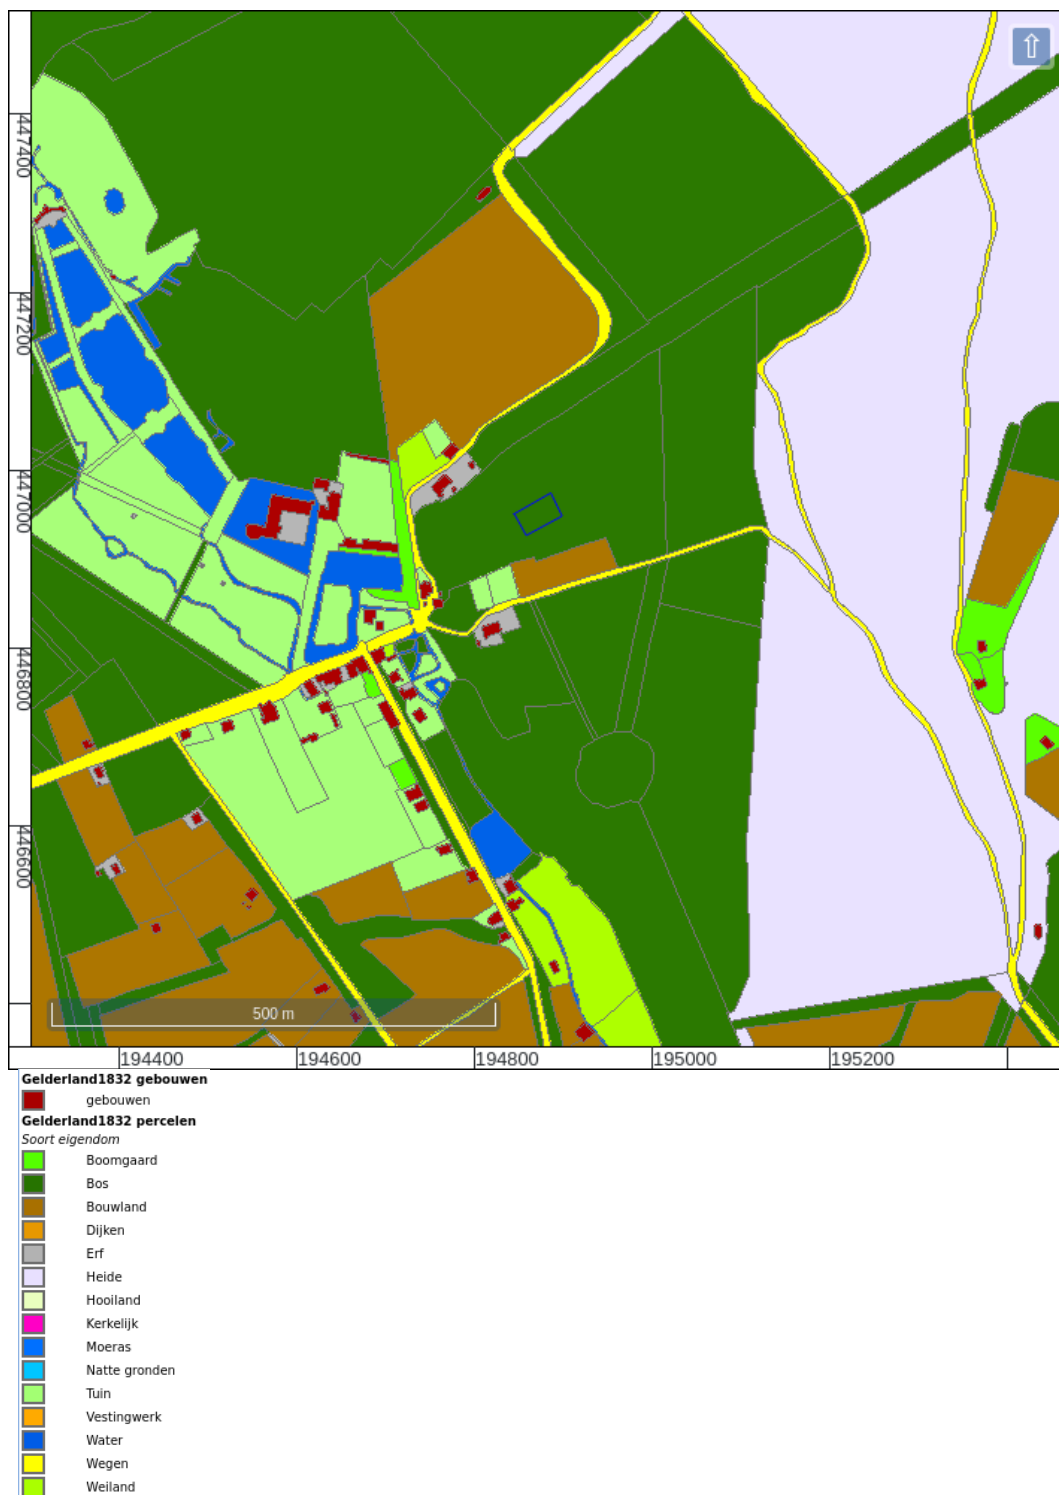 447400
447200
447000
446800
446600
500 m
194400
194600
194800
195000
195200
Gelderland1832 gebouwen
gebouwen
Gelderland1832 percelen
Soort eigendom
Boomgaard
Bos
Bouwland
Dijken
Erf
Heide
Hooiland
Kerkelijk
Moeras
Natte gronden
Tuin
Vestingwerk
Water
Wegen
Weiland